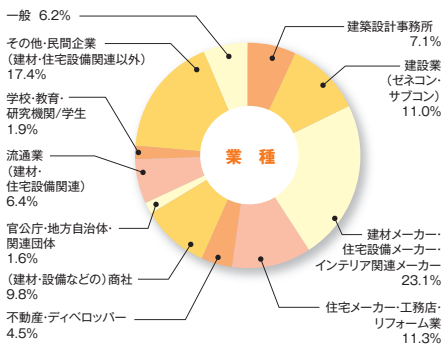 一般 6.2%
その他・民間企業
(建材・住宅設備関連以外)
17.4%
学校・教育・
研究機関/学生
1.9%
流通業
(建材・
住宅設備関連)
6.4%
官公庁・地方自治体・
関連団体
1.6%
(建材・設備などの)商社
9.8%
不動産・ディベロッパー
4.5%
業種
建築設計事務所
7.1%
建設業
(ゼネコン・
サブコン)
11.0%
建材メーカー・
住宅設備メーカー・
インテリア関連メーカー
23.1%
住宅メーカー・工務店・
リフォーム業
11.3%